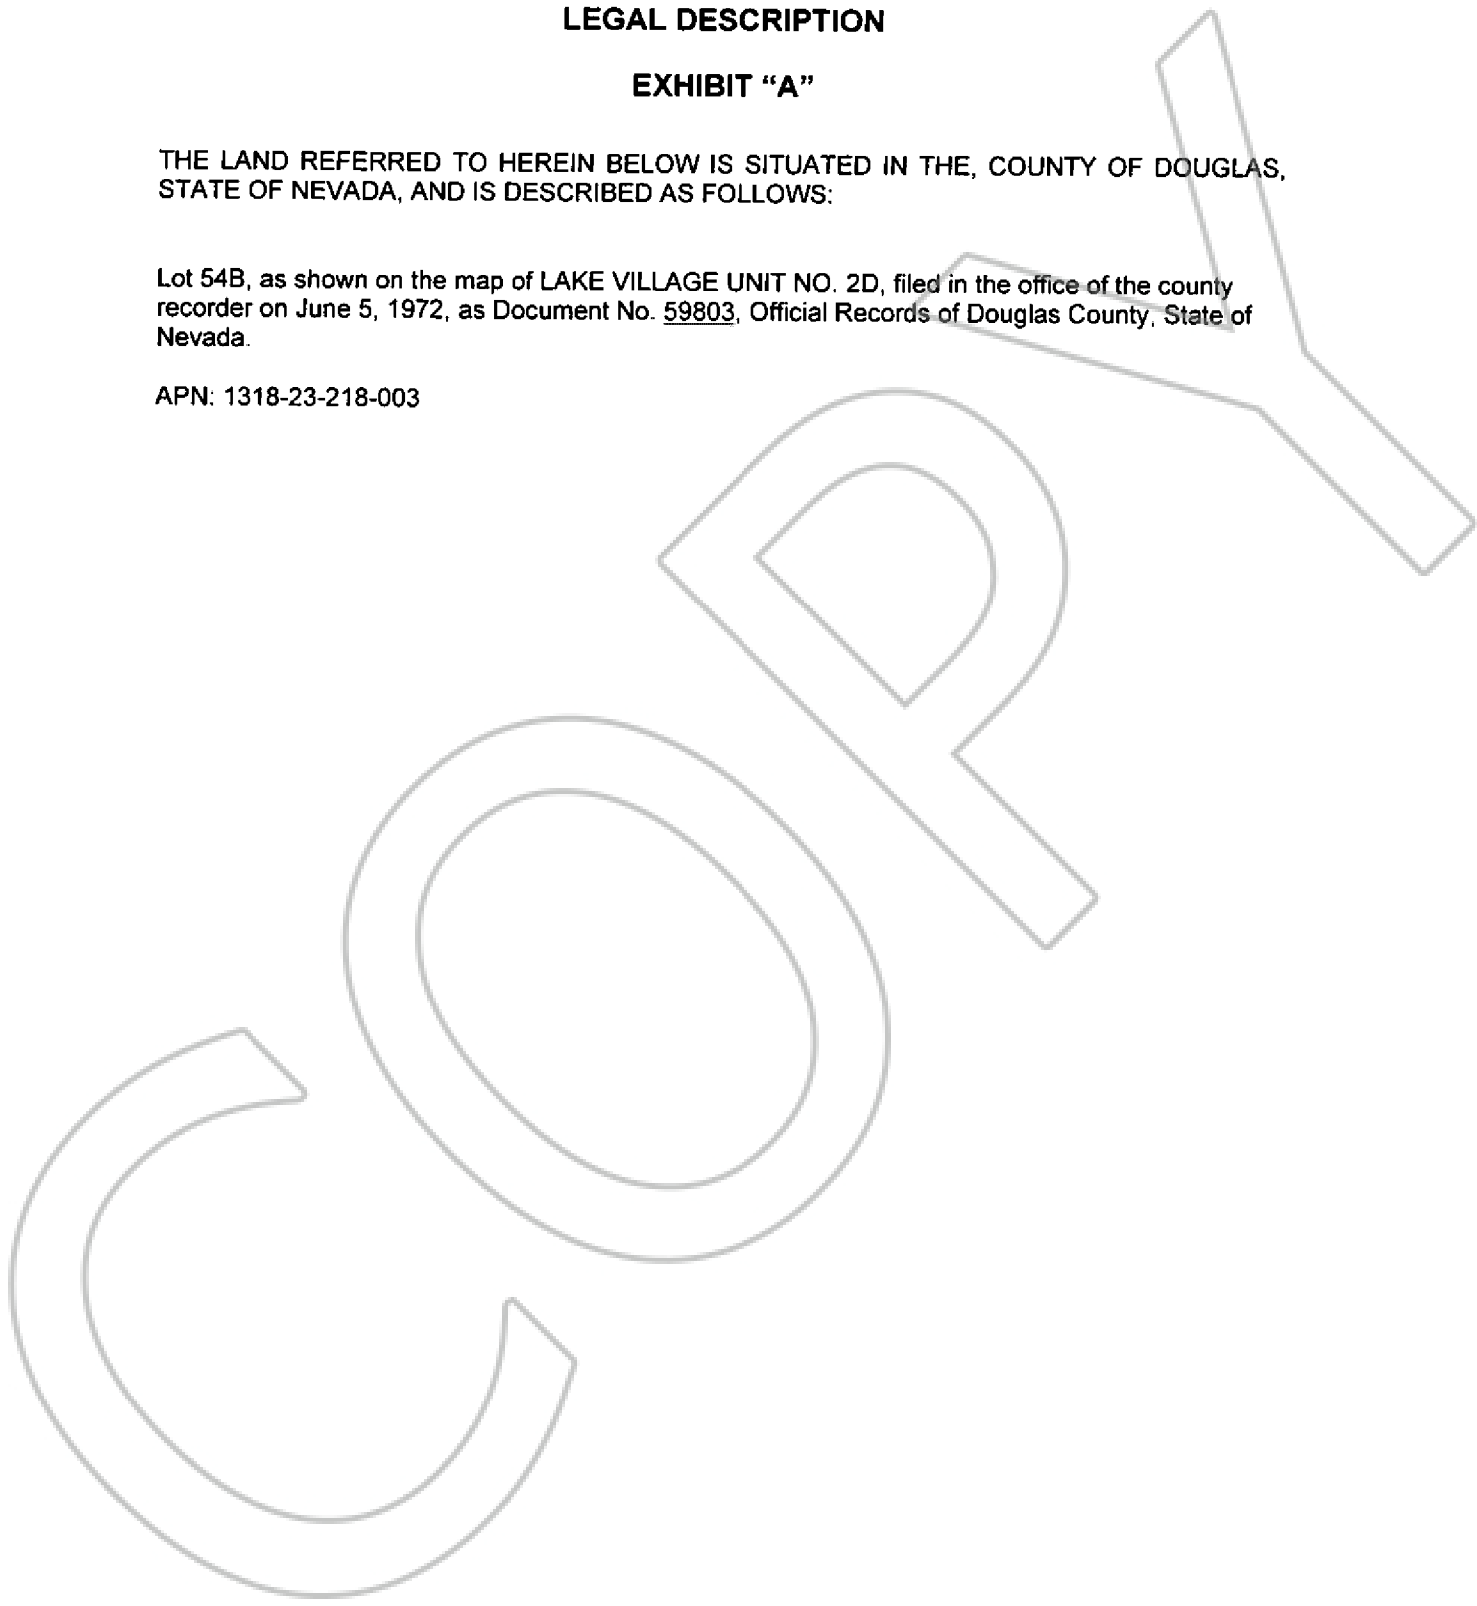 LEGAL DESCRIPTION
EXHIBIT “A”
THE LAND REFERRED TO HEREIN BELOW IS SITUATED IN THE, COUNTY OF DOUGLAS,
STATE OF NEVADA, AND IS DESCRIBED AS FOLLOWS:
Lot 54B, as shown on the map of LAKE VILLAGE UNIT NO. 2D, filed in the office of the county
recorder on June 5, 1972, as Document No. 59803, Official Records of Douglas County, State of
Nevada.
APN: 1318-23-218-003
COPY